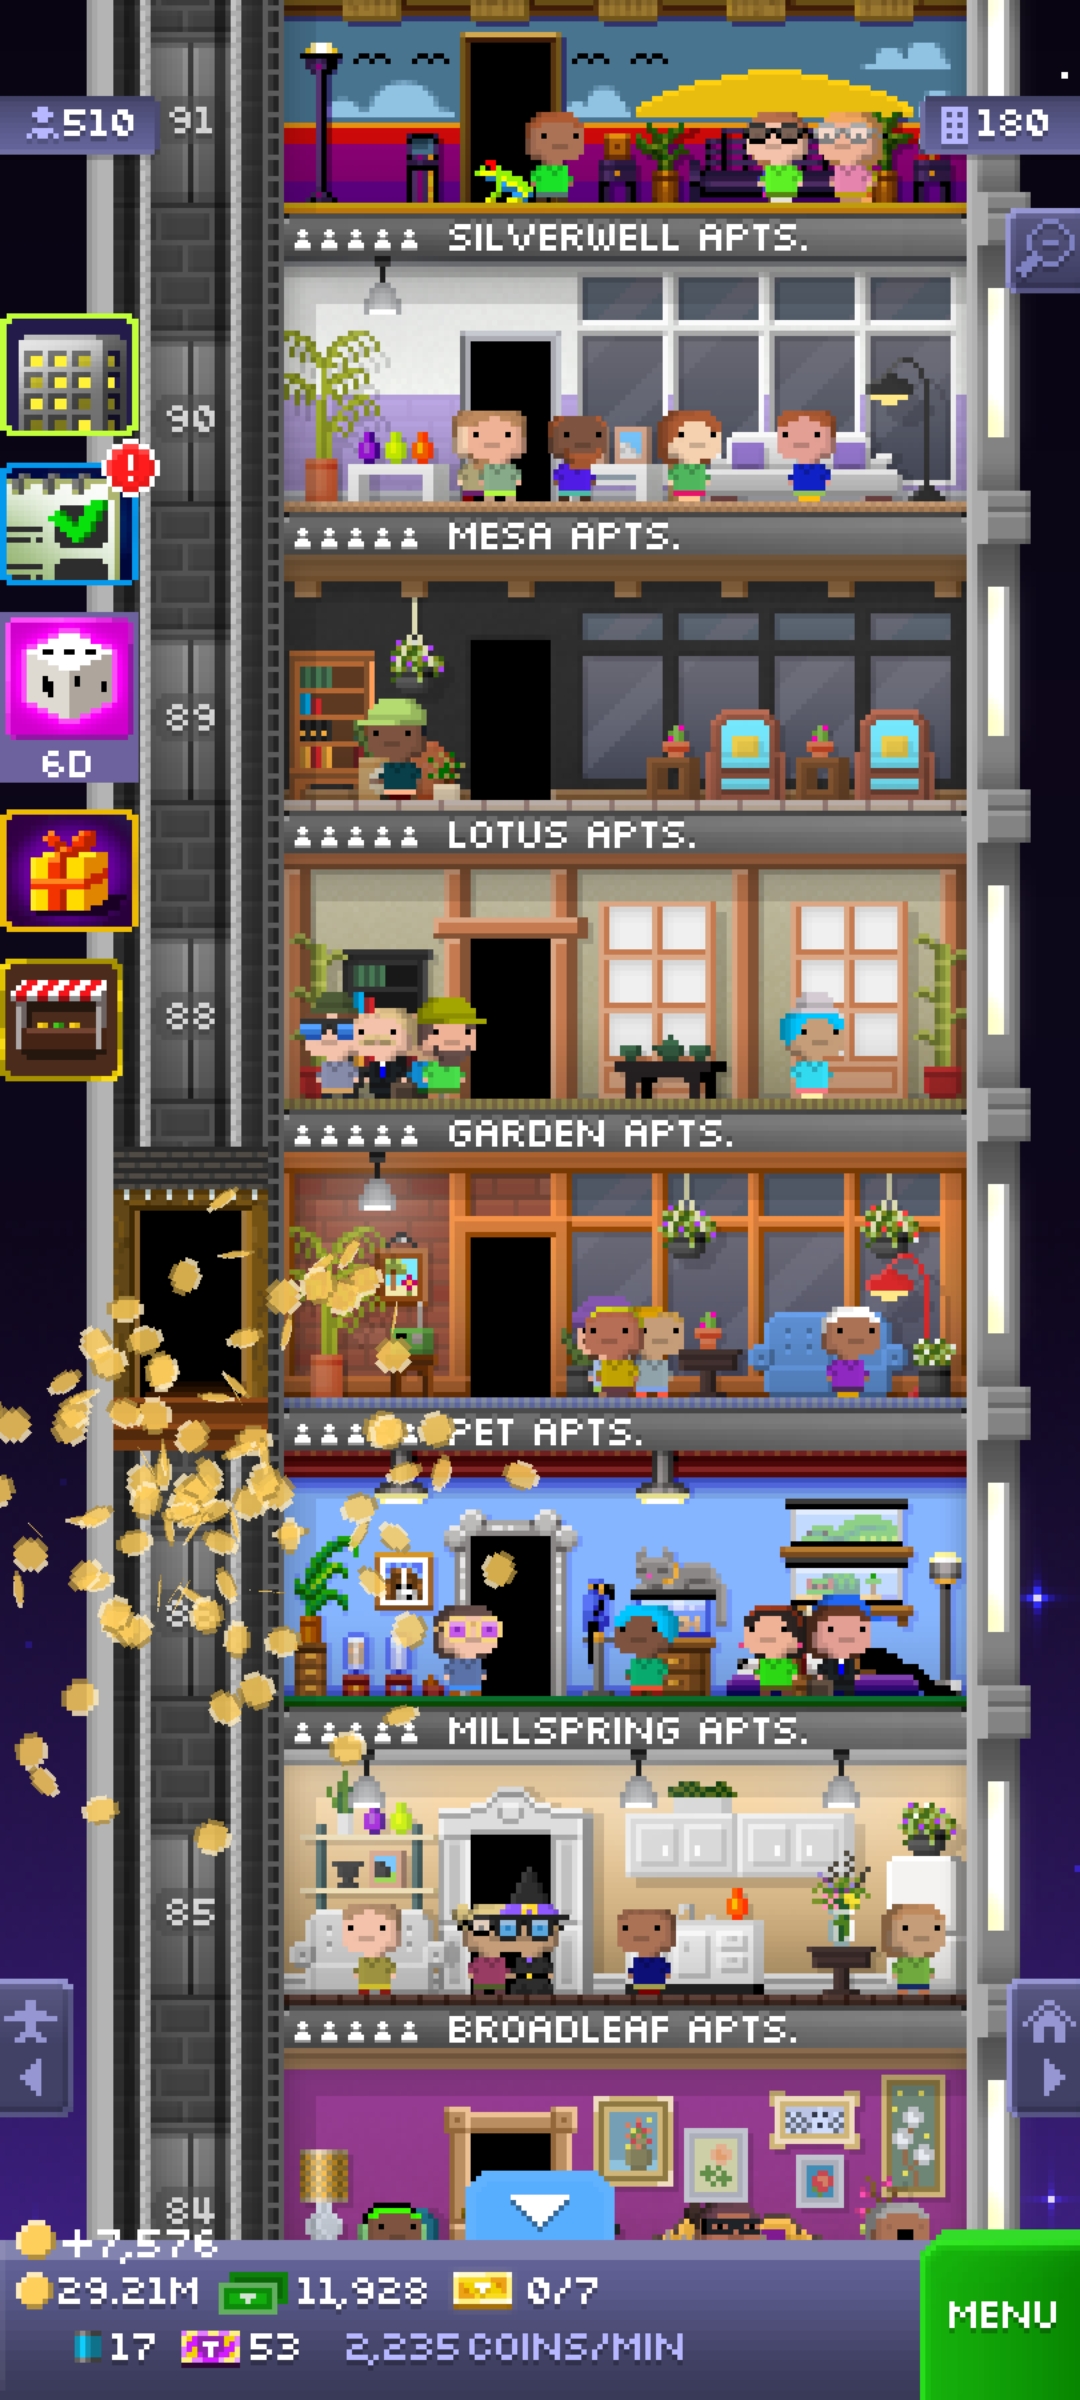 510
91
180
SILVERWELL APTS.
90
MESA APTS.
89
6D
LOTUS APTS.
88
GARDEN APTS.
PET APTS.
MILLSPRING APTS.
85
BROADLEAF APTS.
84
+7,576
29.21M 11,928 0/7
MENU
17 T 53 2,235 COINS/MIN